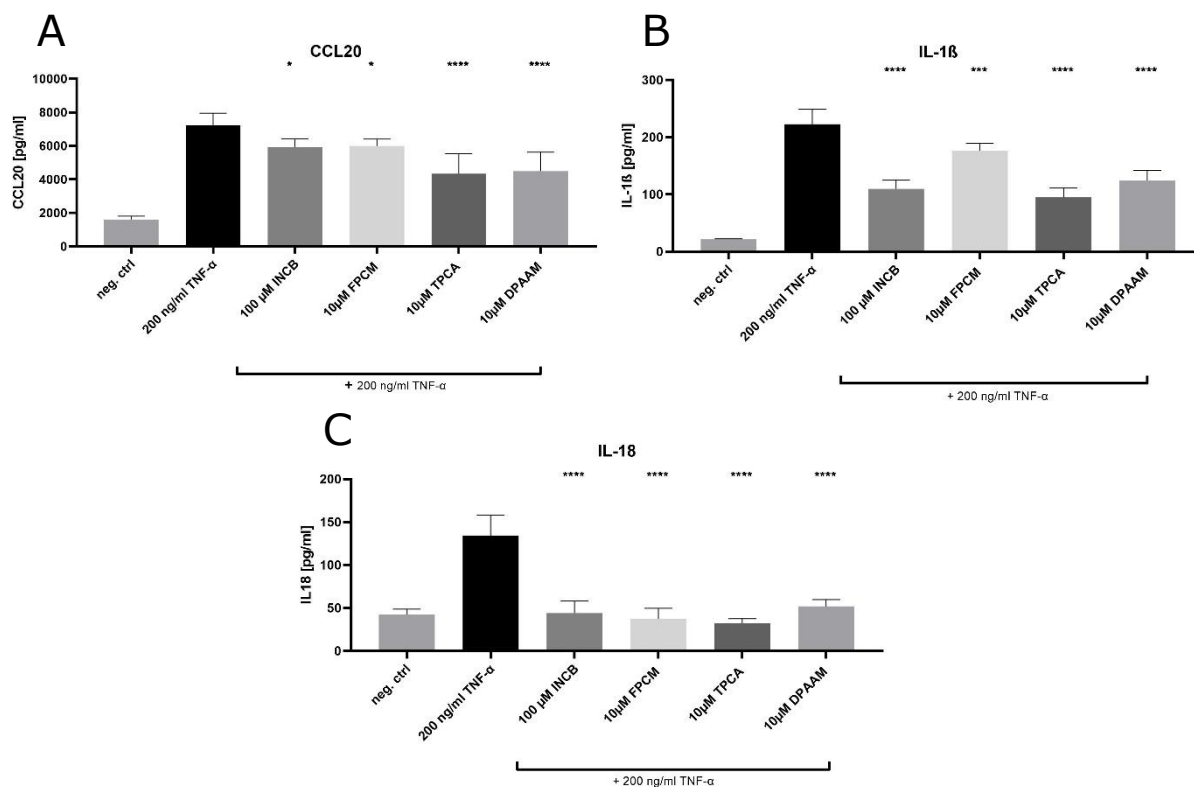 A
CCL20
* * **** ****
CCL20 [pg/ml]
10000
8000
6000
4000
2000
0
neg. ctrl
200 ng/ml TNF-α
100 µM INCB
10µM FPCM
10µM TPCA
10µM DPAAM
+ 200 ng/ml TNF-α
B
IL-1ß
**** *** **** ****
IL-1ß [pg/ml]
300
200
100
0
neg. ctrl
200 ng/ml TNF-α
100 µM INCB
10µM FPCM
10µM TPCA
10µM DPAAM
+ 200 ng/ml TNF-α
C
IL-18
**** **** **** ****
IL18 [pg/ml]
200
150
100
50
0
neg. ctrl
200 ng/ml TNF-α
100 µM INCB
10µM FPCM
10µM TPCA
10µM DPAAM
+ 200 ng/ml TNF-α